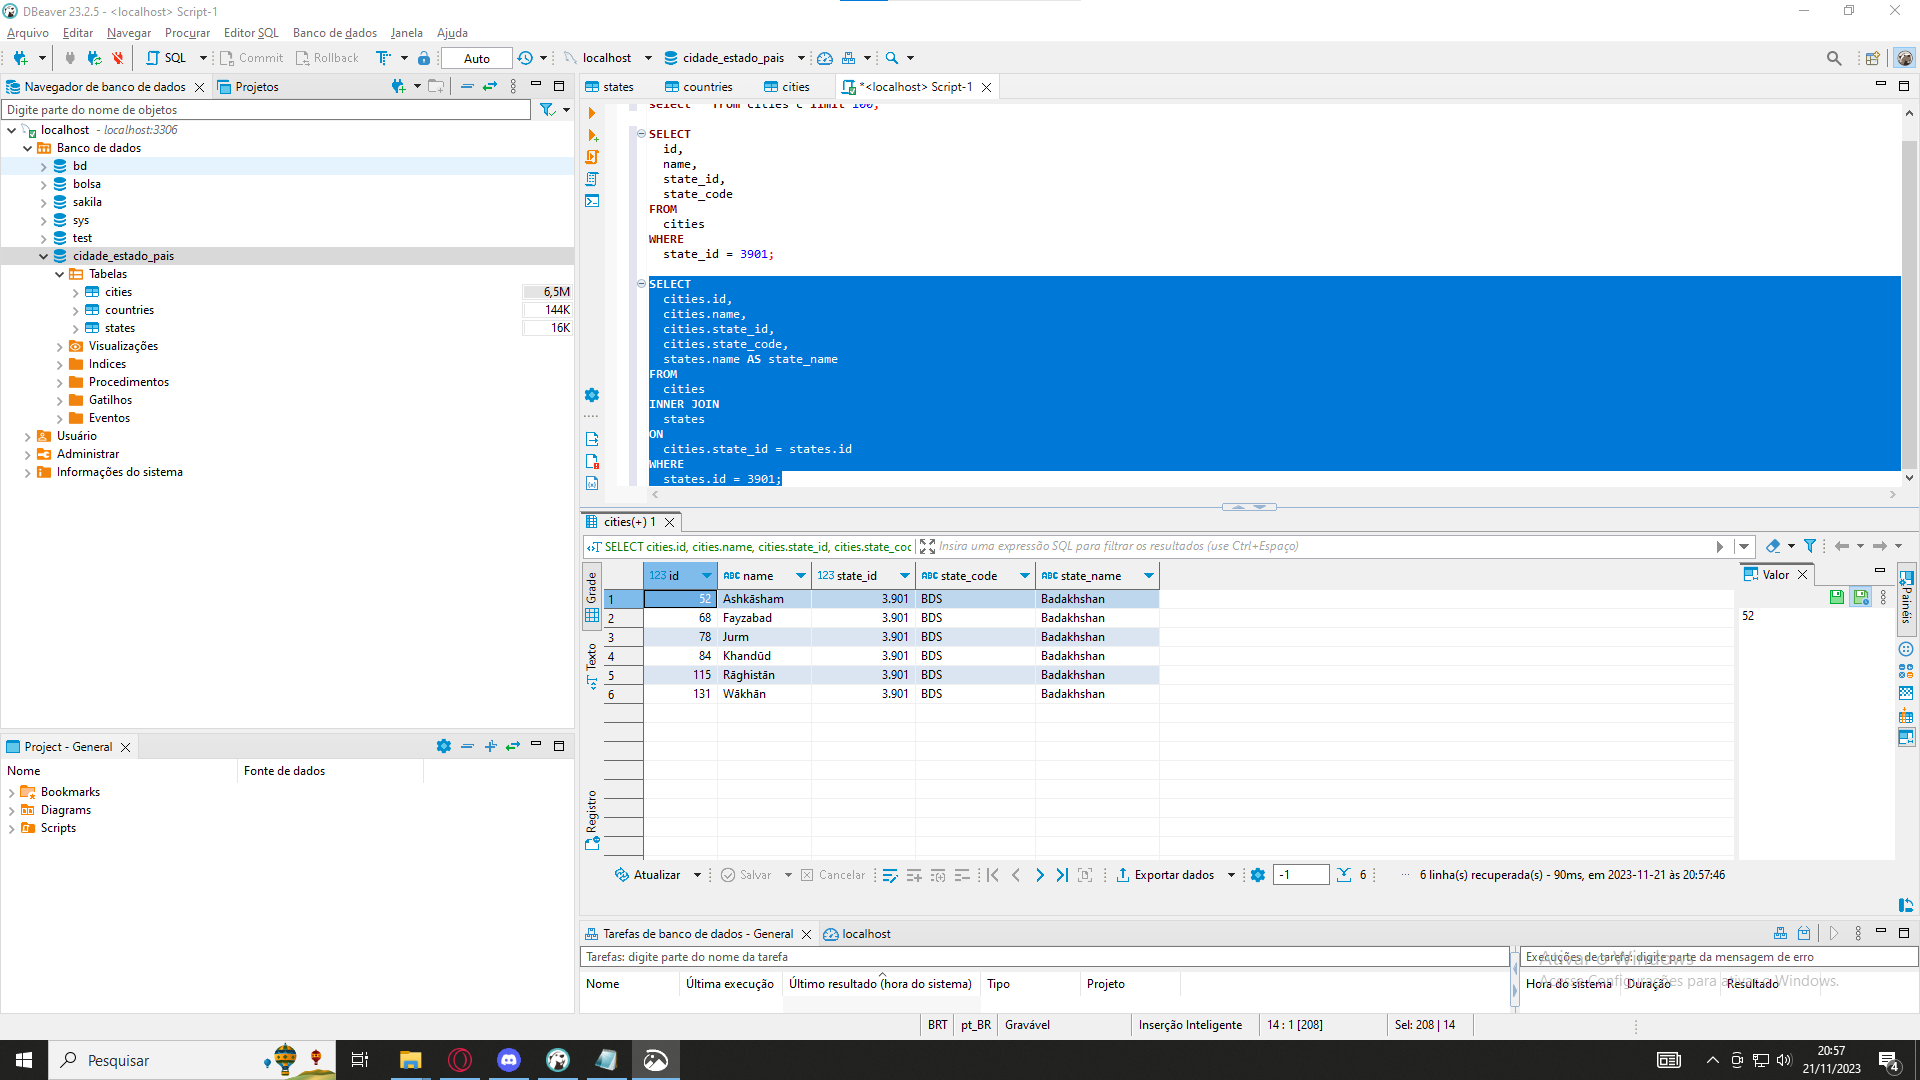 DBeaver 23.2.5 - <localhost> Script-1
Arquivo Editar Navegar Procurar Editor SQL Banco de dados Janela Ajuda
SQL Commit Rollback Auto localhost cidade_estado_pais
Navegador de banco de dados Projetos
Digite parte do nome de objetos
localhost - localhost:3306
Banco de dados
bd
bolsa
sakila
sys
test
cidade_estado_pais
Tabelas
cities 6,5M
countries 144K
states 16K
Visualizações
Indices
Procedimentos
Gatilhos
Eventos
Usuário
Administrar
Informações do sistema
Project - General
Nome Fonte de dados
Bookmarks
Diagrams
Scripts
states countries cities *<localhost> Script-1
select * from cities c limit 100;
SELECT
id,
name,
state_id,
state_code
FROM
cities
WHERE
state_id = 3901;
SELECT
cities.id,
cities.name,
cities.state_id,
cities.state_code,
states.name AS state_name
FROM
cities
INNER JOIN
states
ON
cities.state_id = states.id
WHERE
states.id = 3901;
cities(+) 1
SELECT cities.id, cities.name, cities.state_id, cities.state_coc Insira uma expressão SQL para filtrar os resultados (use Ctrl+Espaço)
Grade
Texto
Registro
123 id ABC name 123 state_id ABC state_code ABC state_name
1 52 Ashkāsham 3.901 BDS Badakhshan
2 68 Fayzabad 3.901 BDS Badakhshan
3 78 Jurm 3.901 BDS Badakhshan
4 84 Khandūd 3.901 BDS Badakhshan
5 115 Rāghistān 3.901 BDS Badakhshan
6 131 Wākhān 3.901 BDS Badakhshan
Valor
52
Painéis
Atualizar Salvar Cancelar Exportar dados -1 6 6 linha(s) recuperada(s) - 90ms, em 2023-11-21 às 20:57:46
Tarefas de banco de dados - General localhost
Tarefas: digite parte do nome da tarefa
Nome Última execução Último resultado (hora do sistema) Tipo Projeto
Execuções de tarefa: digite parte da mensagem de erro
Hora do sistema Duração Resultado
Ativar o Windows
Acesse Configurações para ativar o Windows.
BRT pt_BR Gravável Inserção Inteligente 14 : 1 [208] Sel: 208 | 14
Pesquisar
20:57
21/11/2023
4